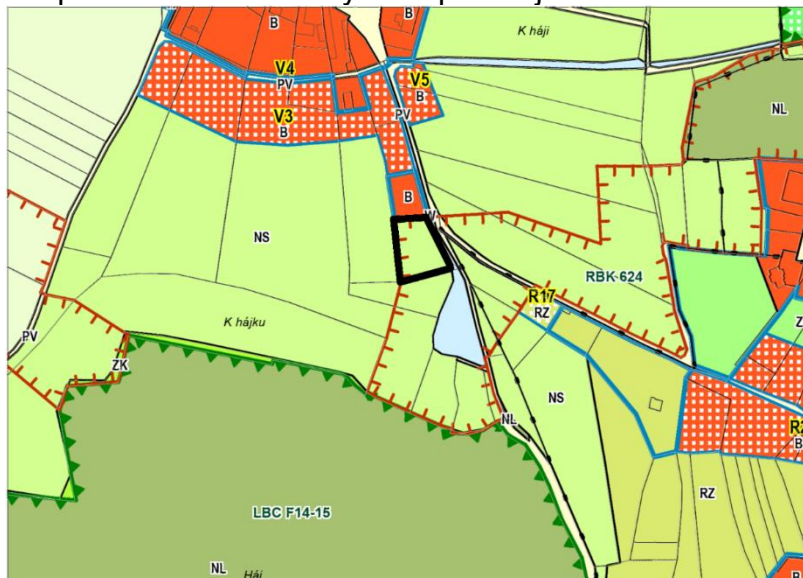 B
B
K háji
V4
PV
V5
B
V3
B
PV
NL
B
NS
RBK 624
R17
RZ
K hájku
PV
ZK
NS
NL
B
LBC F14-15
RZ
NL
Háj